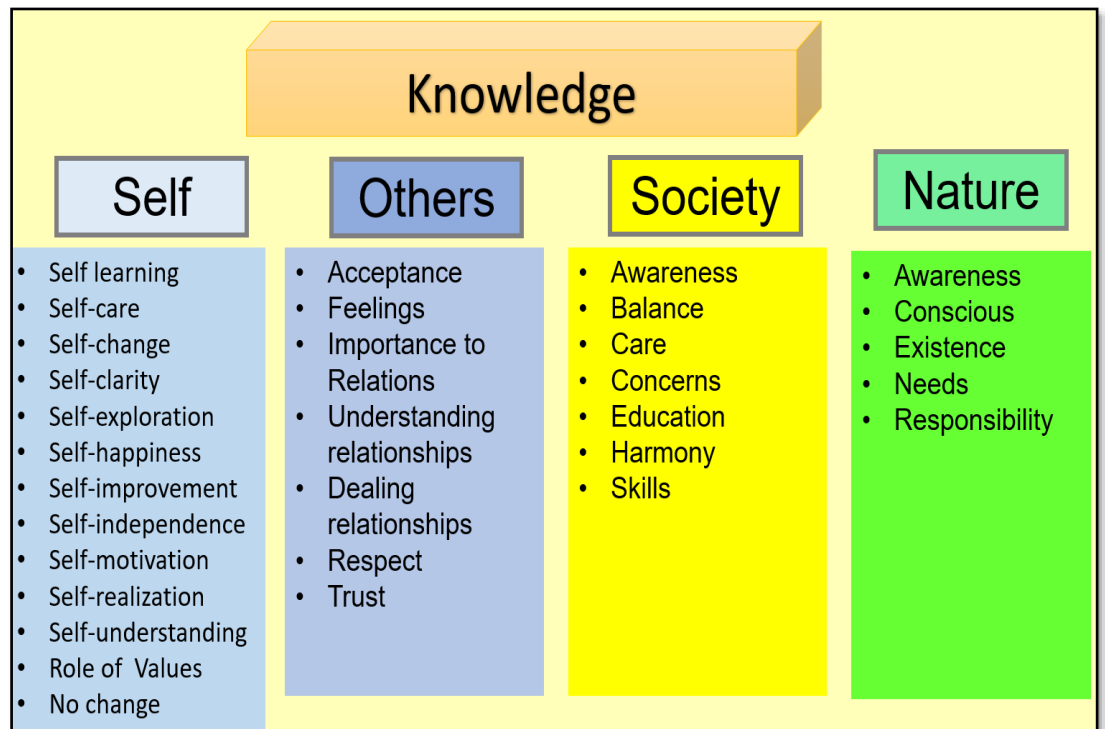 Knowledge
Self
• Self learning
• Self-care
• Self-change
• Self-clarity
• Self-exploration
• Self-happiness
• Self-improvement
• Self-independence
• Self-motivation
• Self-realization
• Self-understanding
• Role of Values
• No change
Others
• Acceptance
• Feelings
• Importance to
Relations
• Understanding
relationships
• Dealing
relationships
• Respect
• Trust
Society
• Awareness
• Balance
• Care
• Concerns
• Education
• Harmony
• Skills
Nature
• Awareness
• Conscious
• Existence
• Needs
• Responsibility